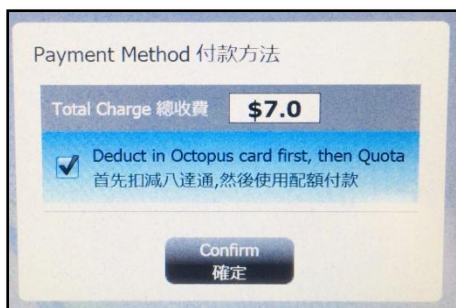 Payment Method 付款方法
Total Charge 總收費 $7.0
Deduct in Octopus card first, then Quota
首先扣減八達通,然後使用配額付款
Confirm
確定